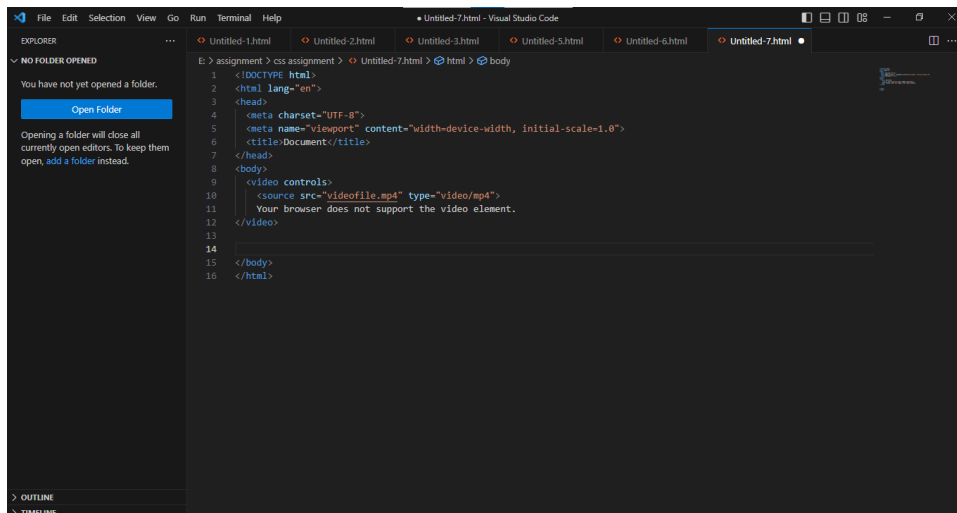 File Edit Selection View Go Run Terminal Help
● Untitled-7.html - Visual Studio Code
EXPLORER
Untitled-1.html Untitled-2.html Untitled-3.html Untitled-5.html Untitled-6.html Untitled-7.html ●
NO FOLDER OPENED
You have not yet opened a folder.
Open Folder
Opening a folder will close all
currently open editors. To keep them
open, add a folder instead.
E: > assignment > css assignment > Untitled-7.html > html > body
1 <!DOCTYPE html>
2 <html lang="en">
3 <head>
4 <meta charset="UTF-8">
5 <meta name="viewport" content="width=device-width, initial-scale=1.0">
6 <title>Document</title>
7 </head>
8 <body>
9 <video controls>
10 <source src="videofile.mp4" type="video/mp4">
11 Your browser does not support the video element.
12 </video>
13
14
15 </body>
16 </html>
OUTLINE
TIMELINE